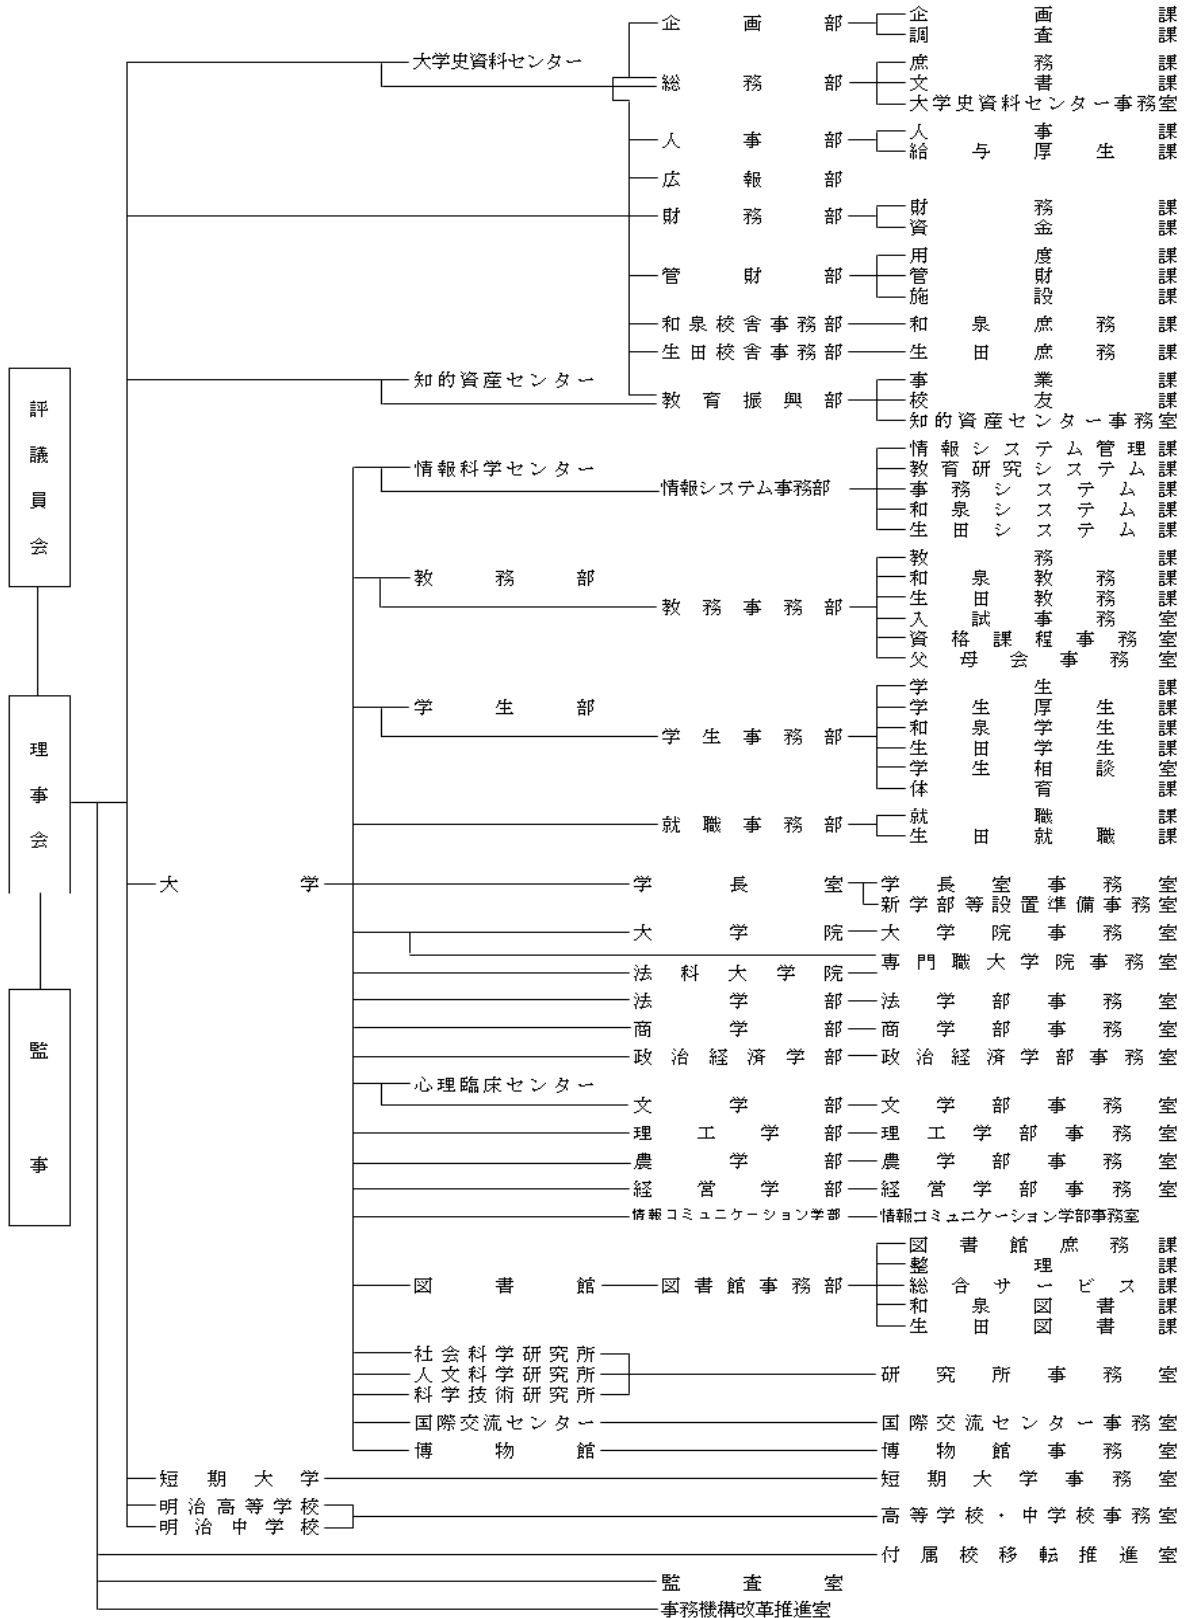 評議員会
理事会
監事
企画部
企画課
調査課
大学史資料センター
総務部
庶務課
文書課
大学史資料センター事務室
人事部
人事課
給与厚生課
広報部
財務部
財務課
資金課
管財部
用度課
管財課
施設課
和泉校舎事務部
和泉庶務課
生田校舎事務部
生田庶務課
知的資産センター
教育振興部
事業課
校友課
知的資産センター事務室
情報科学センター
情報システム事務部
情報システム管理課
教育研究システム課
事務システム課
和泉システム課
生田システム課
教務部
教務事務部
教務課
和泉教務課
生田教務課
入試事務室
資格課程事務室
父母会事務室
学生部
学生事務部
学生課
学生厚生課
和泉学生課
生田学生課
学生相談室
体育課
就職事務部
就職課
生田就職課
大学
学長室
学長室事務室
新学部等設置準備事務室
大学院
大学院事務室
専門職大学院事務室
法科大学院
法学部
法学部事務室
商学部
商学部事務室
政治経済学部
政治経済学部事務室
心理臨床センター
文学部
文学部事務室
理工学部
理工学部事務室
農学部
農学部事務室
経営学部
経営学部事務室
情報コミュニケーション学部
情報コミュニケーション学部事務室
図書館
図書館事務部
図書館庶務課
整理課
総合サービス課
和泉図書課
生田図書課
社会科学研究所
人文科学研究所
科学技術研究所
研究所事務室
国際交流センター
国際交流センター事務室
博物館
博物館事務室
短期大学
短期大学事務室
明治高等学校
明治中学校
高等学校・中学校事務室
付属校移転推進室
監査室
事務機構改革推進室